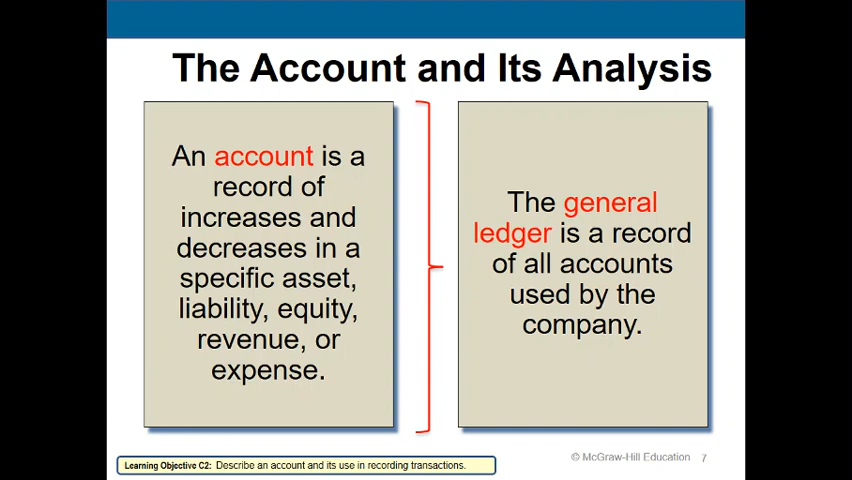 The Account and Its Analysis
An account is a
record of
increases and
decreases in a
specific asset,
liability, equity,
revenue, or
expense.
The general
ledger is a record
of all accounts
used by the
company.
Learning Objective C2: Describe an account and its use in recording transactions.
© McGraw-Hill Education 7